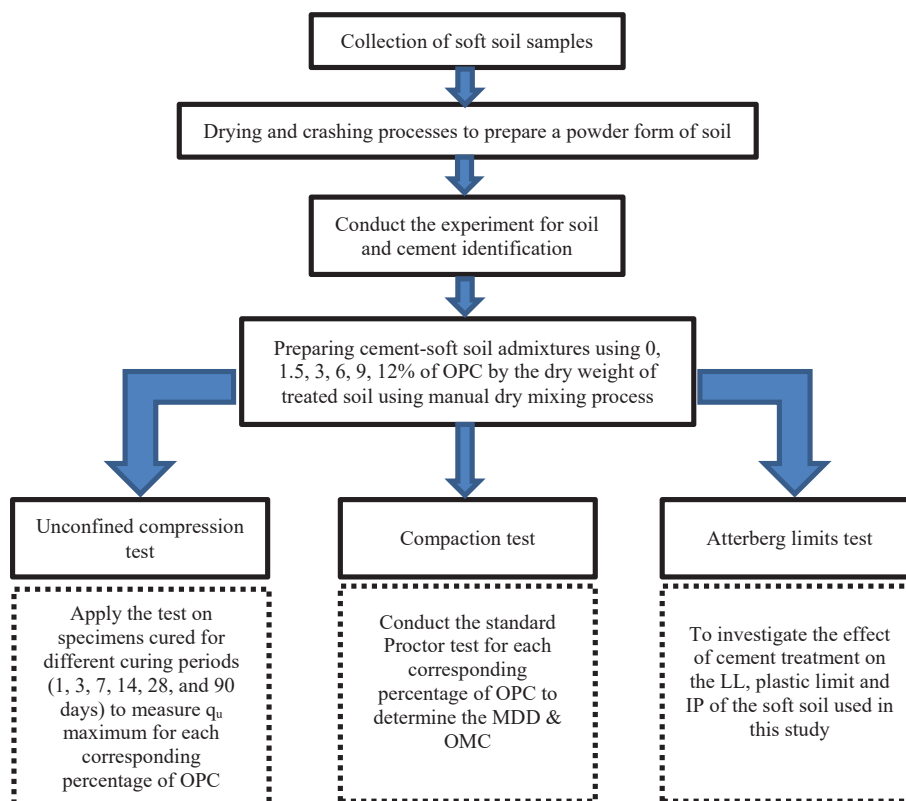 Collection of soft soil samples
Drying and crashing processes to prepare a powder form of soil
Conduct the experiment for soil
and cement identification
Preparing cement-soft soil admixtures using 0,
1.5, 3, 6, 9, 12% of OPC by the dry weight of
treated soil using manual dry mixing process
Unconfined compression
test
Apply the test on
specimens cured for
different curing periods
(1, 3, 7, 14, 28, and 90
days) to measure qu
maximum for each
corresponding
percentage of OPC
Compaction test
Conduct the standard
Proctor test for each
corresponding
percentage of OPC to
determine the MDD &
OMC
Atterberg limits test
To investigate the effect
of cement treatment on
the LL, plastic limit and
IP of the soft soil used in
this study